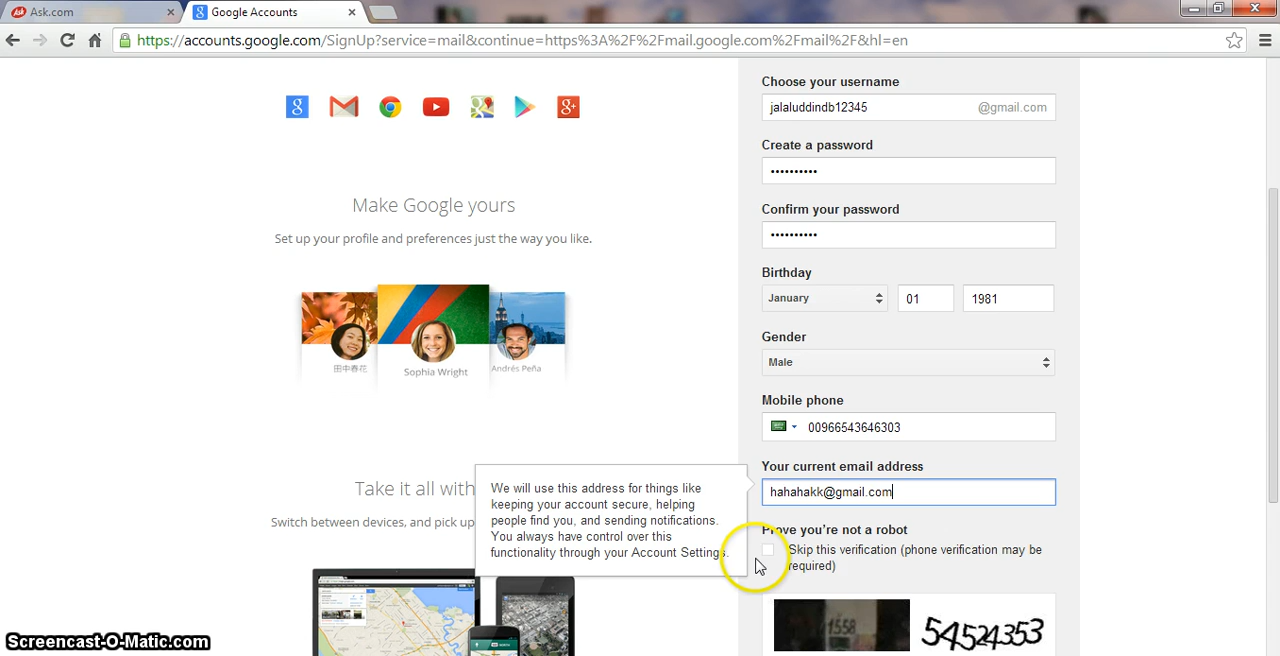 Ask.com
Google Accounts
https://accounts.google.com/SignUp?service=mail&continue=https%3A%2F%2Fmail.google.com%2Fmail%2F&hl=en
Make Google yours
Set up your profile and preferences just the way you like.
田中春花
Sophia Wright
Andrés Peña
Take it all with
Switch between devices, and pick up
We will use this address for things like
keeping your account secure, helping
people find you, and sending notifications.
You always have control over this
functionality through your Account Settings.
Choose your username
jalaluddindb12345 @gmail.com
Create a password
••••••••••
Confirm your password
••••••••••
Birthday
January 01 1981
Gender
Male
Mobile phone
00966543646303
Your current email address
hahahakk@gmail.com
Prove you're not a robot
Skip this verification (phone verification may be
required)
1558
54524353
Screencast-O-Matic.com